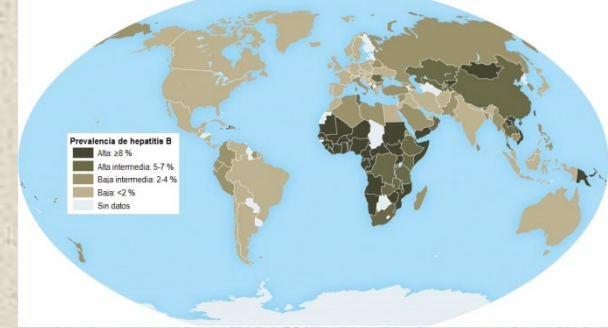 Prevalencia de hepatitis B
Alta: ≥8 %
Alta intermedia: 5-7 %
Baja intermedia: 2-4 %
Baja: <2 %
Sin datos